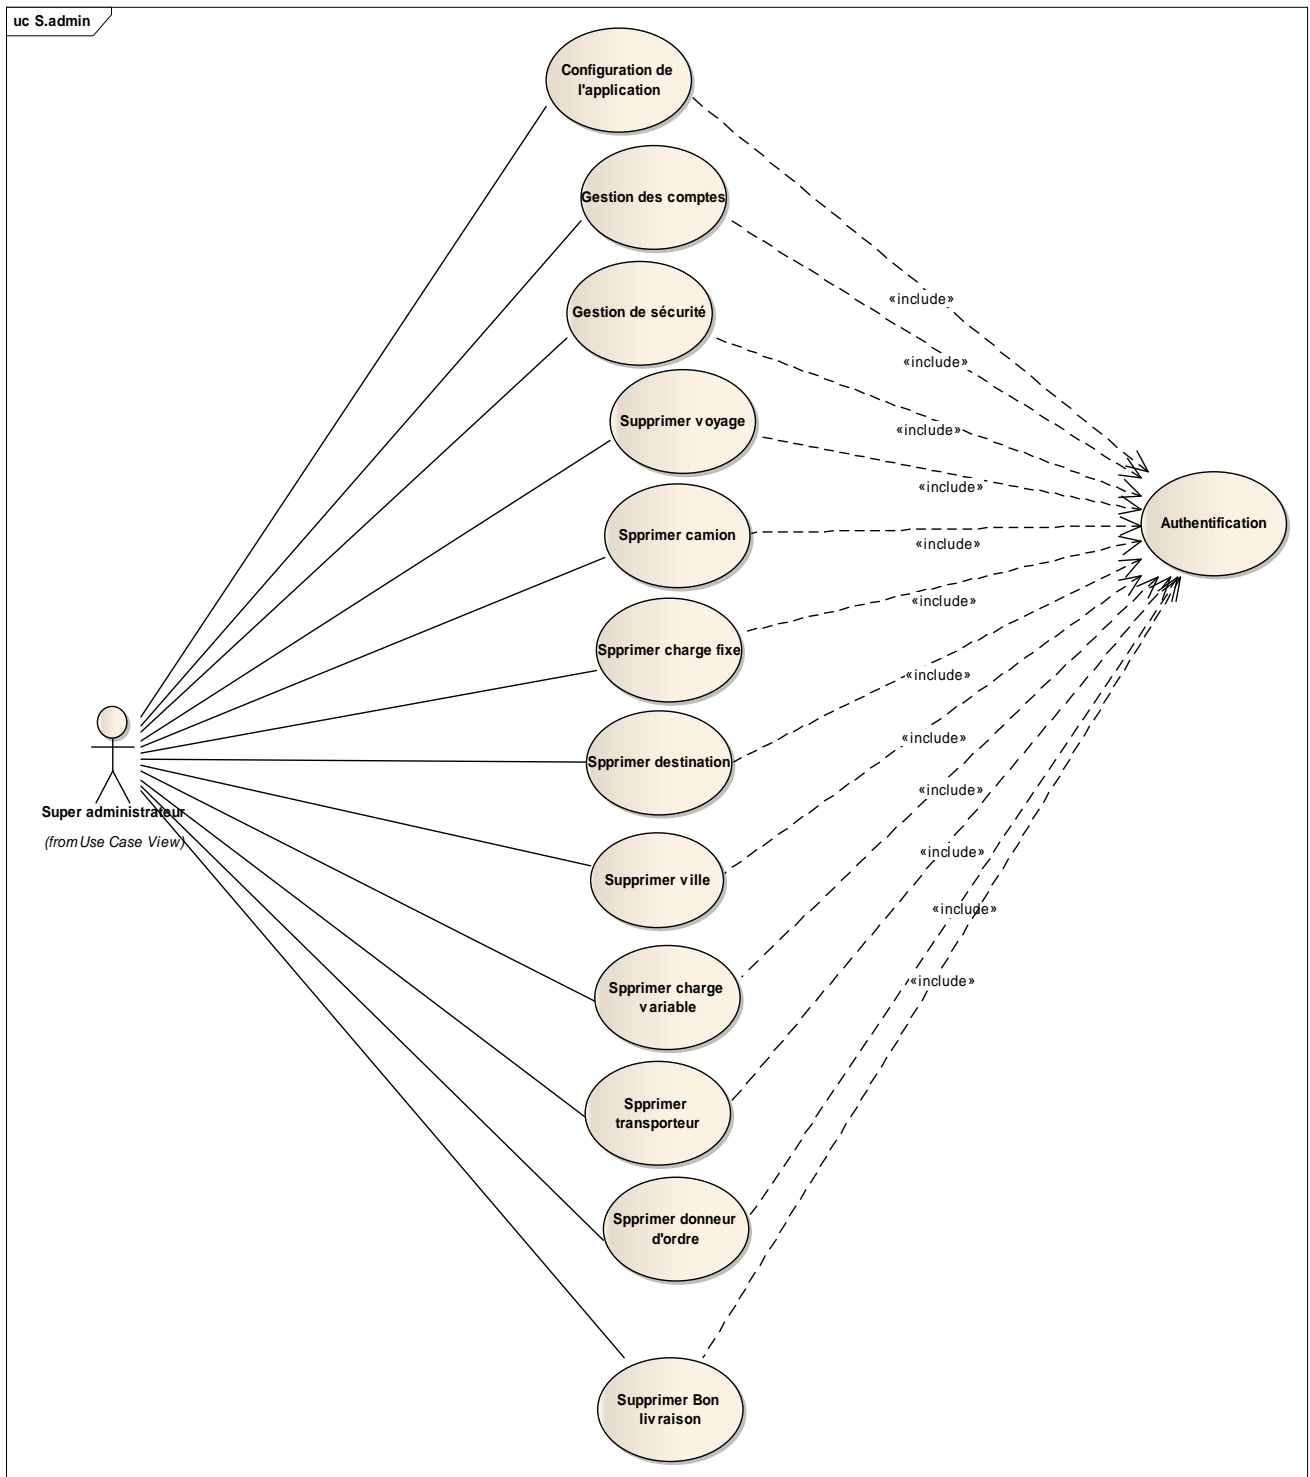 uc S.admin
Configuration de
l'application
Gestion des comptes
Gestion de sécurité
Supprimer voyage
Spprimer camion
Spprimer charge fixe
Spprimer destination
Supprimer ville
Spprimer charge
variable
Spprimer
transporteur
Spprimer donneur
d'ordre
Supprimer Bon
livraison
Super administrateur
(from Use Case View)
«include»
«include»
«include»
«include»
«include»
«include»
«include»
«include»
«include»
«include»
«include»
«include»
Authentification